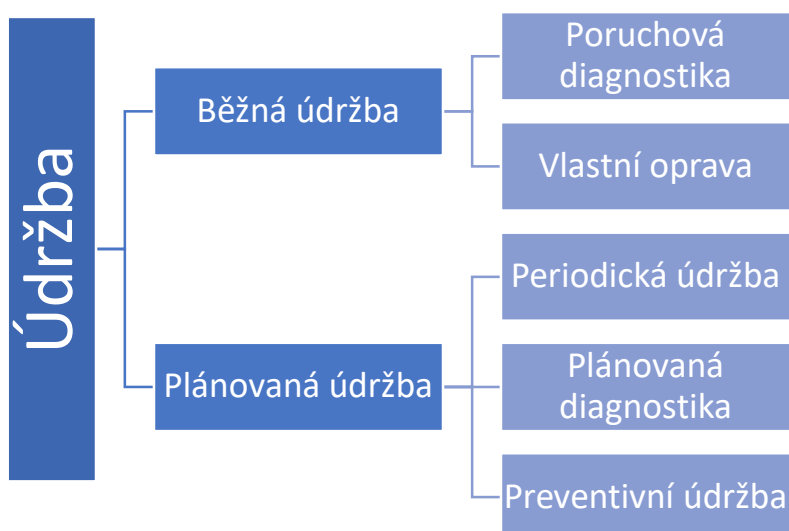 Údržba
Běžná údržba
Poruchová
diagnostika
Vlastní oprava
Plánovaná údržba
Periodická údržba
Plánovaná
diagnostika
Preventivní údržba